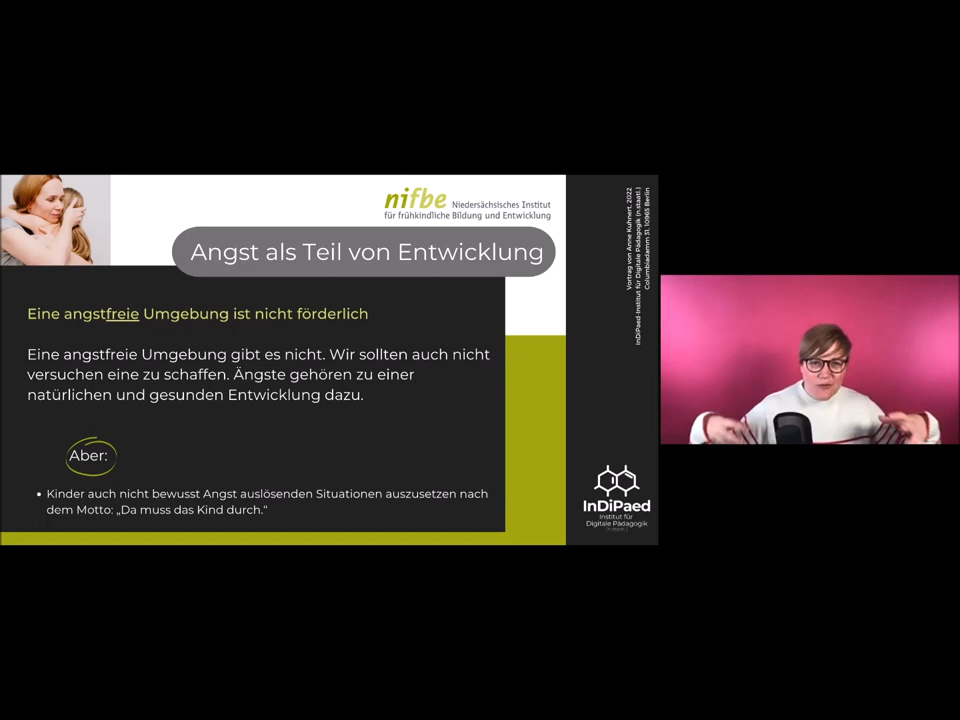 nifbe Niedersächsisches Institut
für frühkindliche Bildung und Entwicklung
Angst als Teil von Entwicklung
Eine angstfreie Umgebung ist nicht förderlich
Eine angstfreie Umgebung gibt es nicht. Wir sollten auch nicht
versuchen eine zu schaffen. Ängste gehören zu einer
natürlichen und gesunden Entwicklung dazu.
Aber:
• Kinder auch nicht bewusst Angst auslösenden Situationen auszusetzen nach
dem Motto: „Da muss das Kind durch.“
Vortrag von Anne Kuhnert, 2022
InDiPaed-Institut für Digitale Pädagogik (n.staatl.)
Columbiadamm 31, 10965 Berlin
InDiPaed
Institut für
Digitale Pädagogik